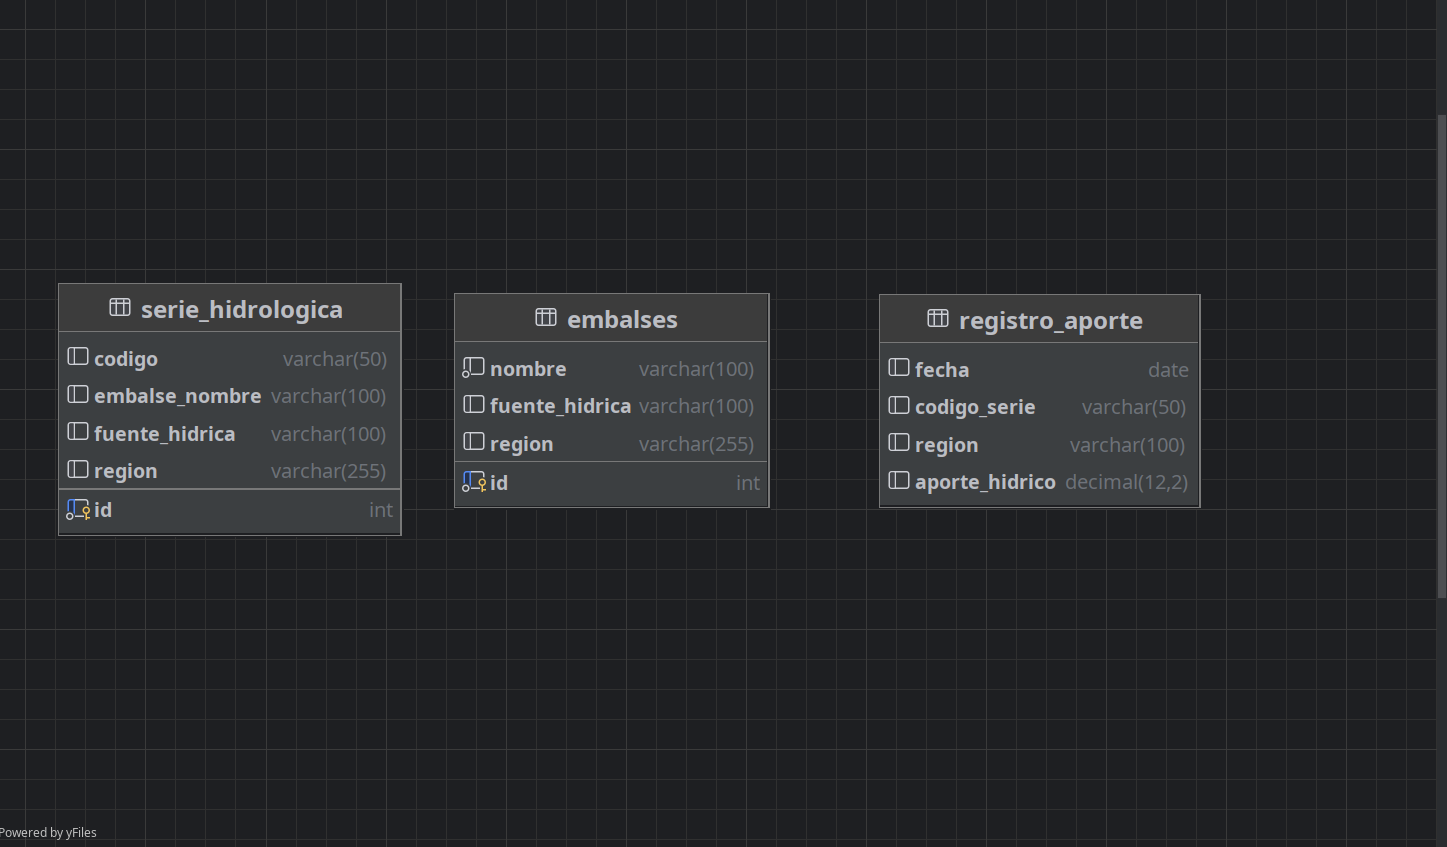 serie_hidrologica
codigo varchar(50)
embalse_nombre varchar(100)
fuente_hidrica varchar(100)
region varchar(255)
id int
embalses
nombre varchar(100)
fuente_hidrica varchar(100)
region varchar(255)
id int
registro_aporte
fecha date
codigo_serie varchar(50)
region varchar(100)
aporte_hidrico decimal(12,2)
Powered by yFiles